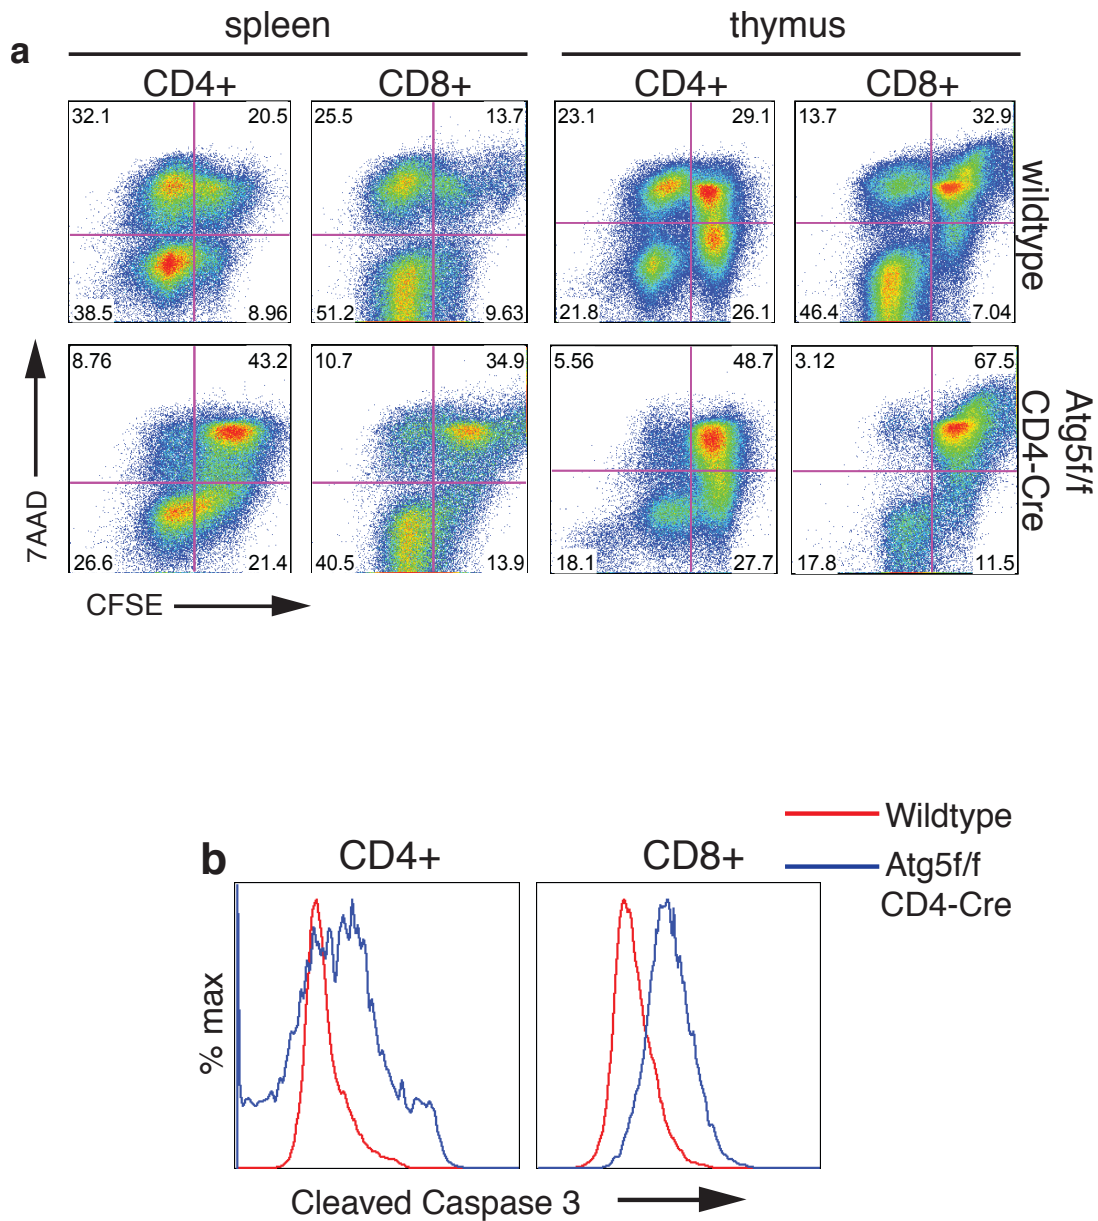 a
spleen
thymus
CD4+
CD8+
CD4+
CD8+
32.1
20.5
38.5
8.96
25.5
13.7
51.2
9.63
23.1
29.1
21.8
26.1
13.7
32.9
46.4
7.04
wildtype
8.76
43.2
26.6
21.4
10.7
34.9
40.5
13.9
5.56
48.7
18.1
27.7
3.12
67.5
17.8
11.5
Atg5f/f
CD4-Cre
7AAD
CFSE
Wildtype
Atg5f/f
CD4-Cre
b
CD4+
CD8+
% max
Cleaved Caspase 3